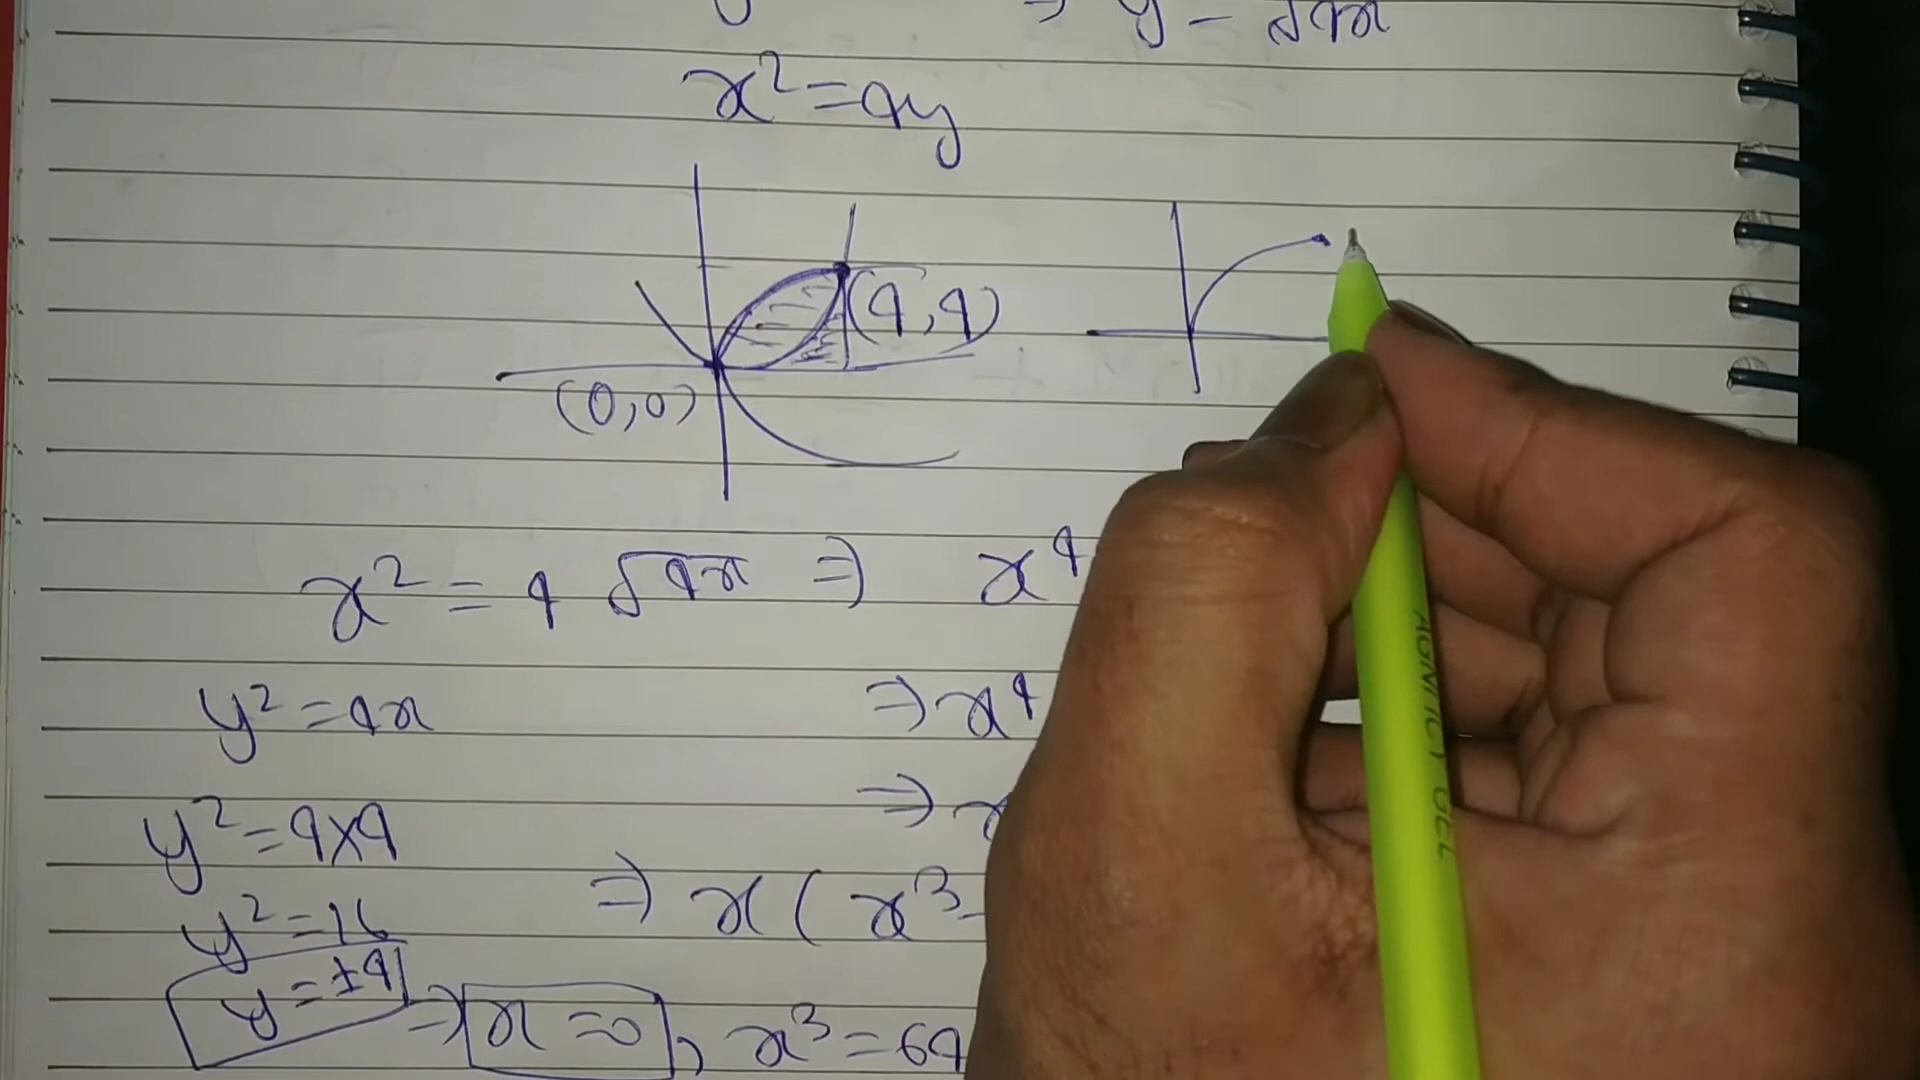 ⇒ y = √4x
x² = 4y
(4,4)
(0,0)
x² = 4 √4x ⇒ x⁴
y² = 4x ⇒ x⁴
y² = 4×4 ⇒ x
y² = 16 ⇒ x ( x³ -
y = ±4 ⇒ x = 0 , x³ = 64
GEL